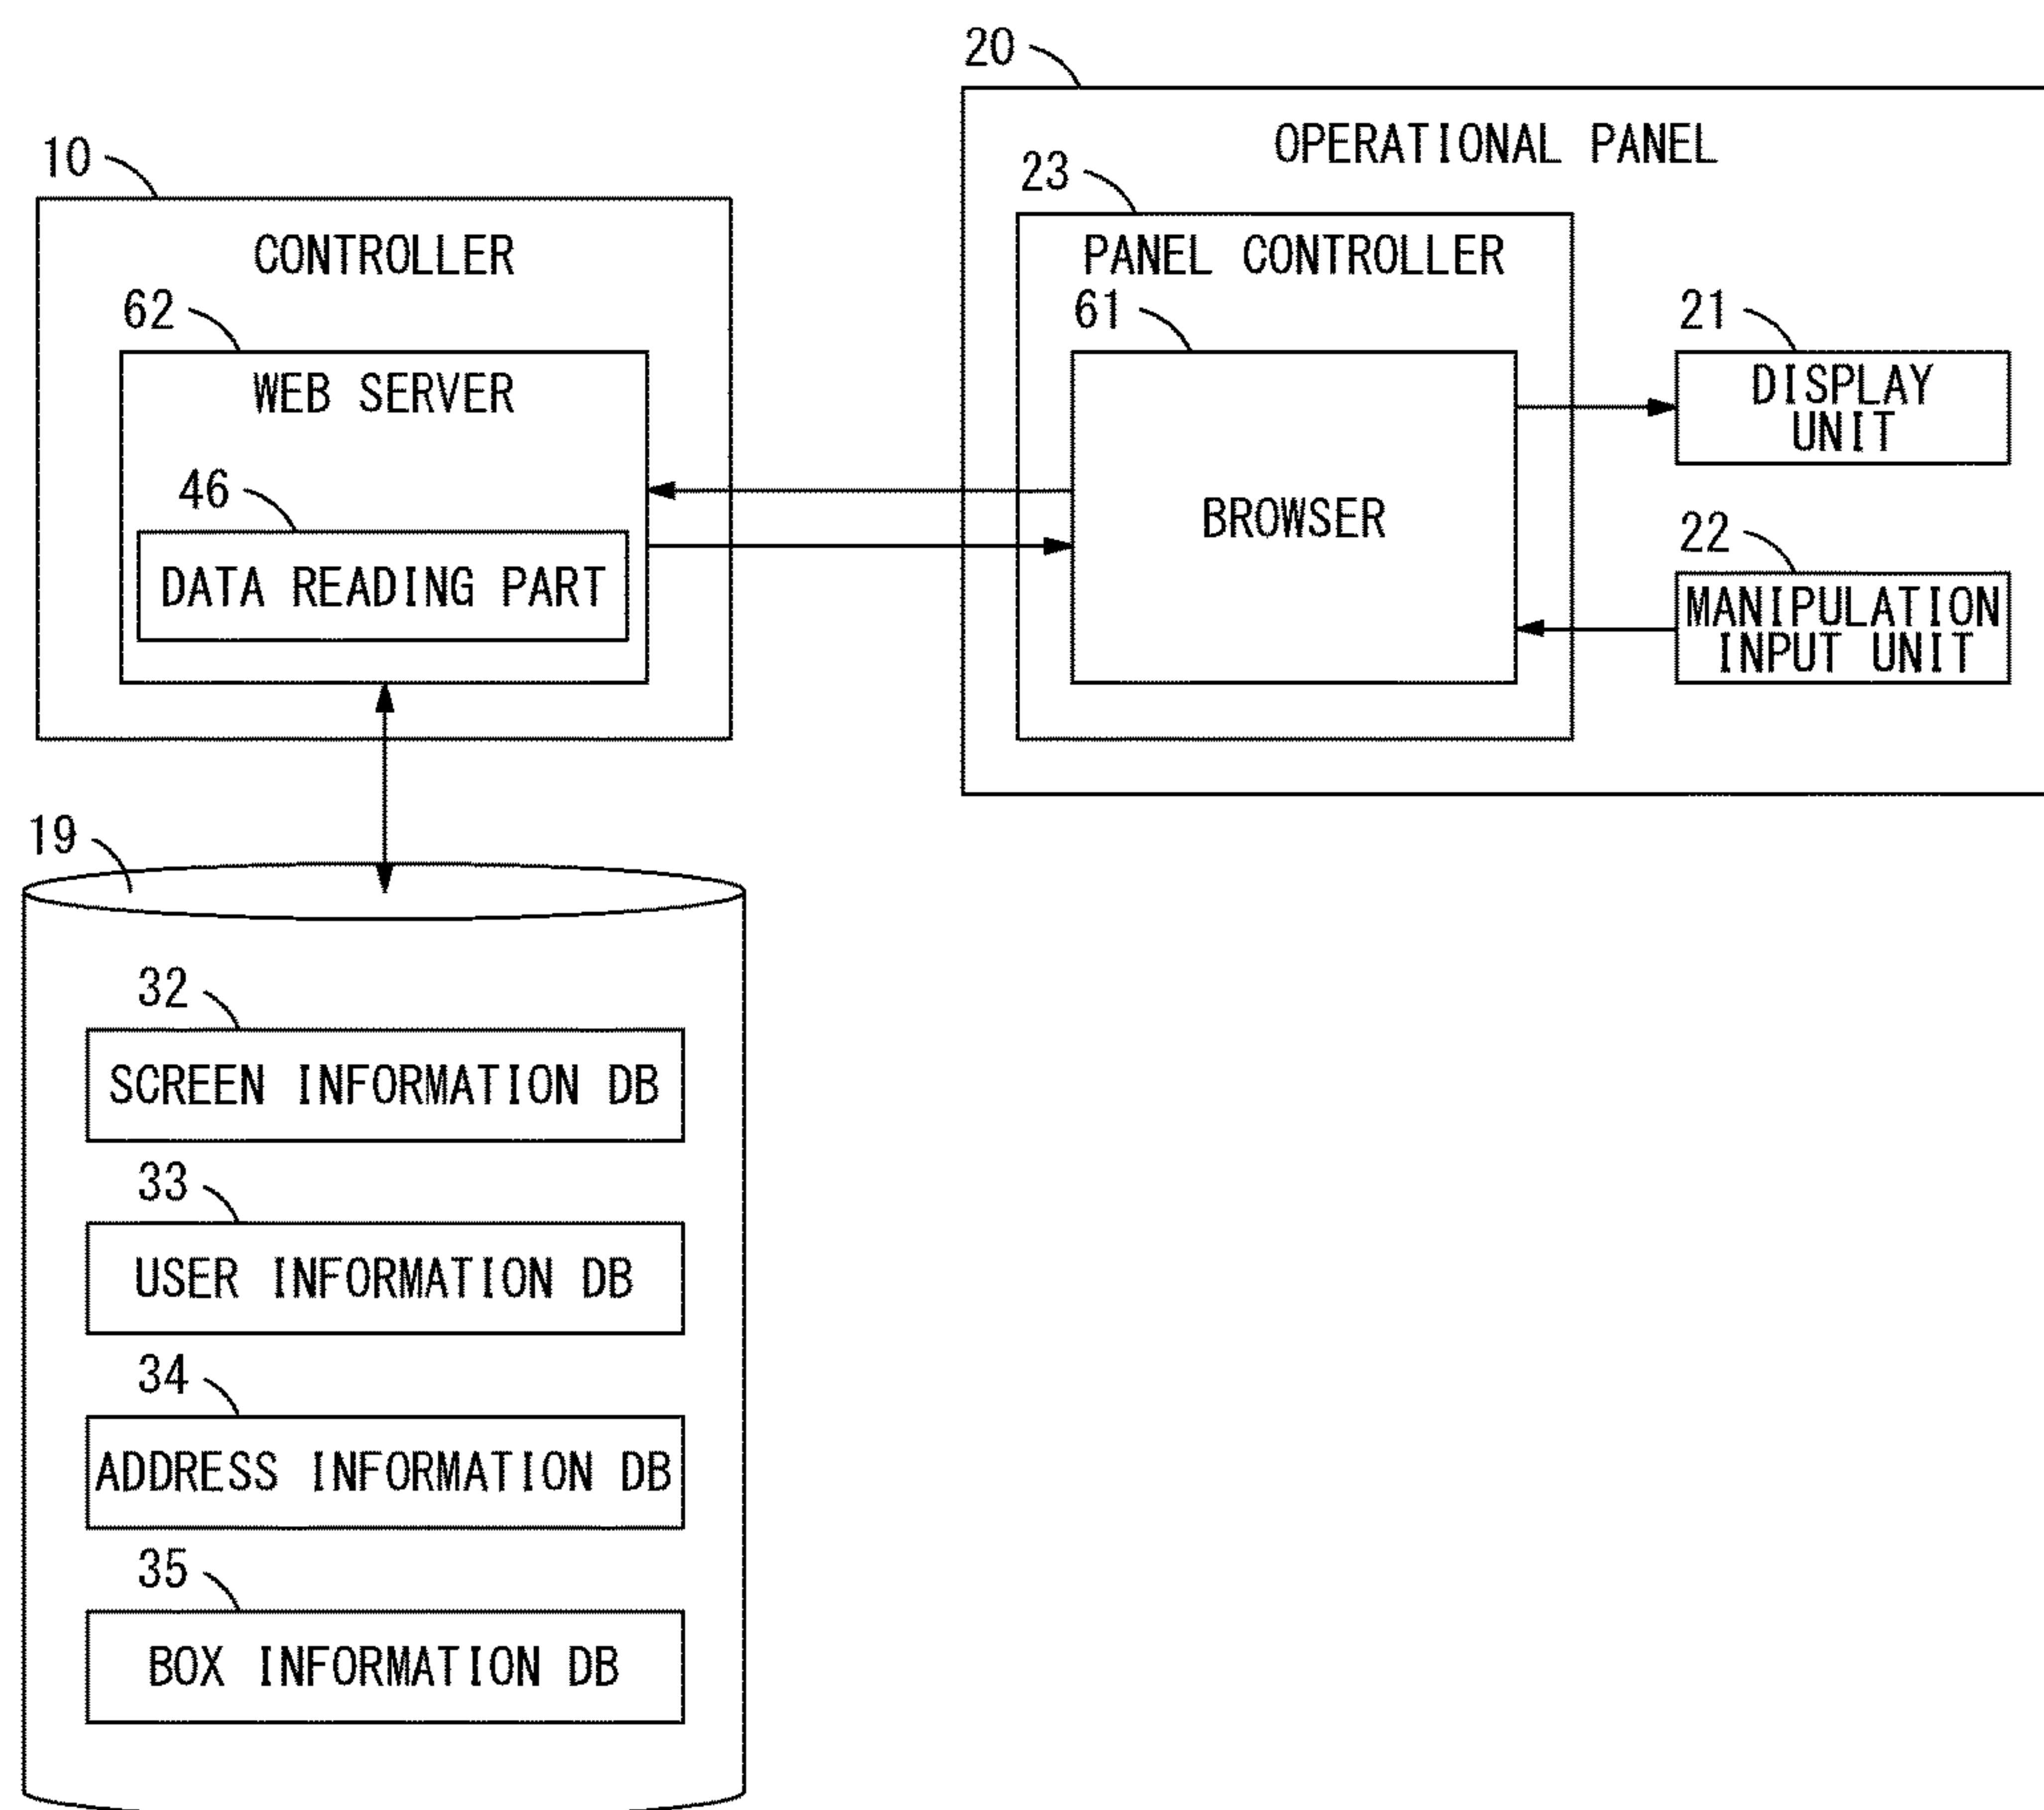 20
OPERATIONAL PANEL
10
23
CONTROLLER
PANEL CONTROLLER
62
61
21
WEB SERVER
DISPLAY
UNIT
46
BROWSER
22
DATA READING PART
MANIPULATION
INPUT UNIT
19
32
SCREEN INFORMATION DB
33
USER INFORMATION DB
34
ADDRESS INFORMATION DB
35
BOX INFORMATION DB